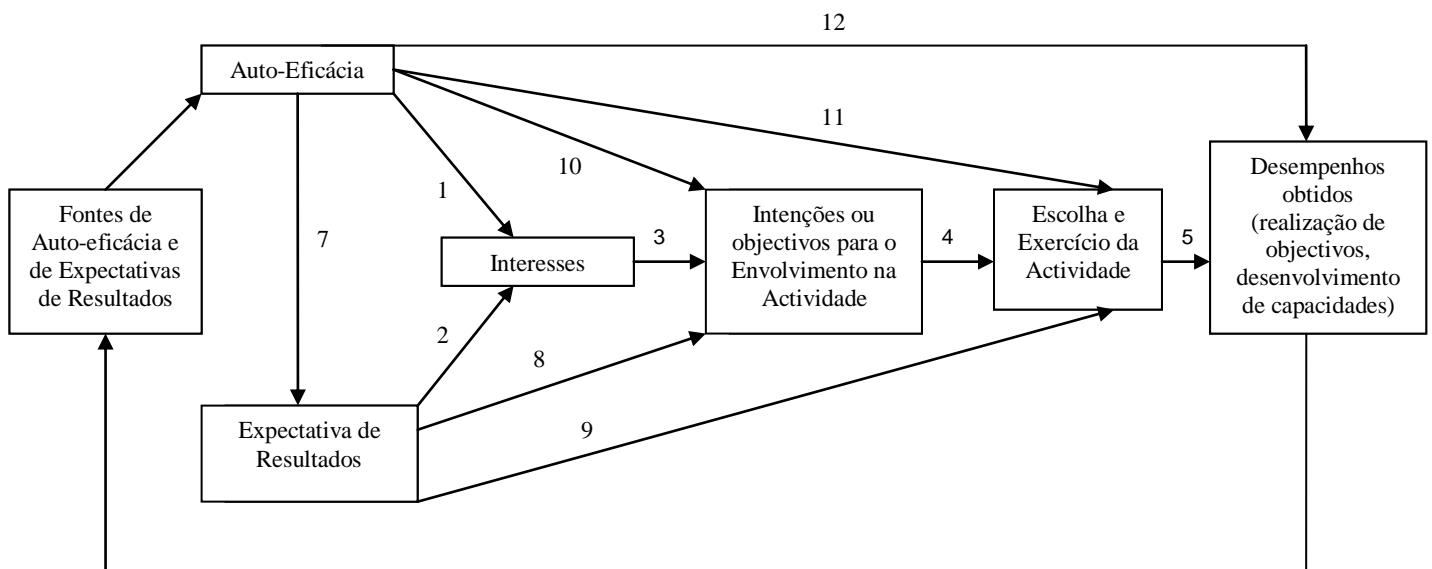 12
Auto-Eficácia
11
10
1
7
Fontes de
Auto-eficácia e
de Expectativas
de Resultados
Interesses
3
Intenções ou
objectivos para o
Envolvimento na
Actividade
4
Escolha e
Exercício da
Actividade
5
Desempenhos
obtidos
(realização de
objectivos,
desenvolvimento
de capacidades)
2
8
9
Expectativa de
Resultados